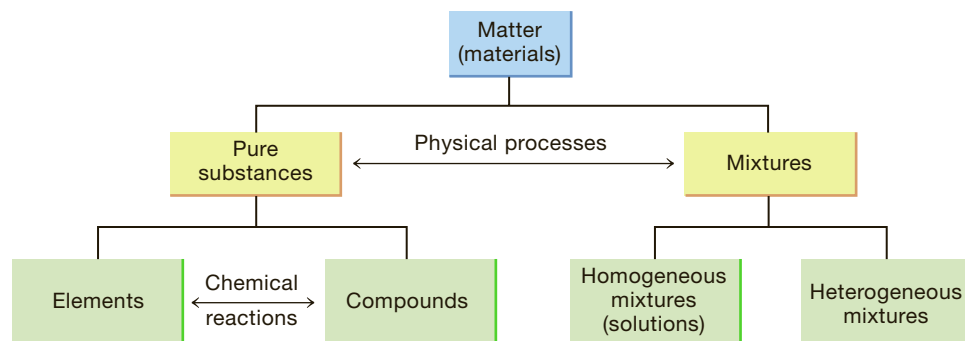 Matter
(materials)
Pure
substances
Physical processes
Mixtures
Elements
Chemical
reactions
Compounds
Homogeneous
mixtures
(solutions)
Heterogeneous
mixtures